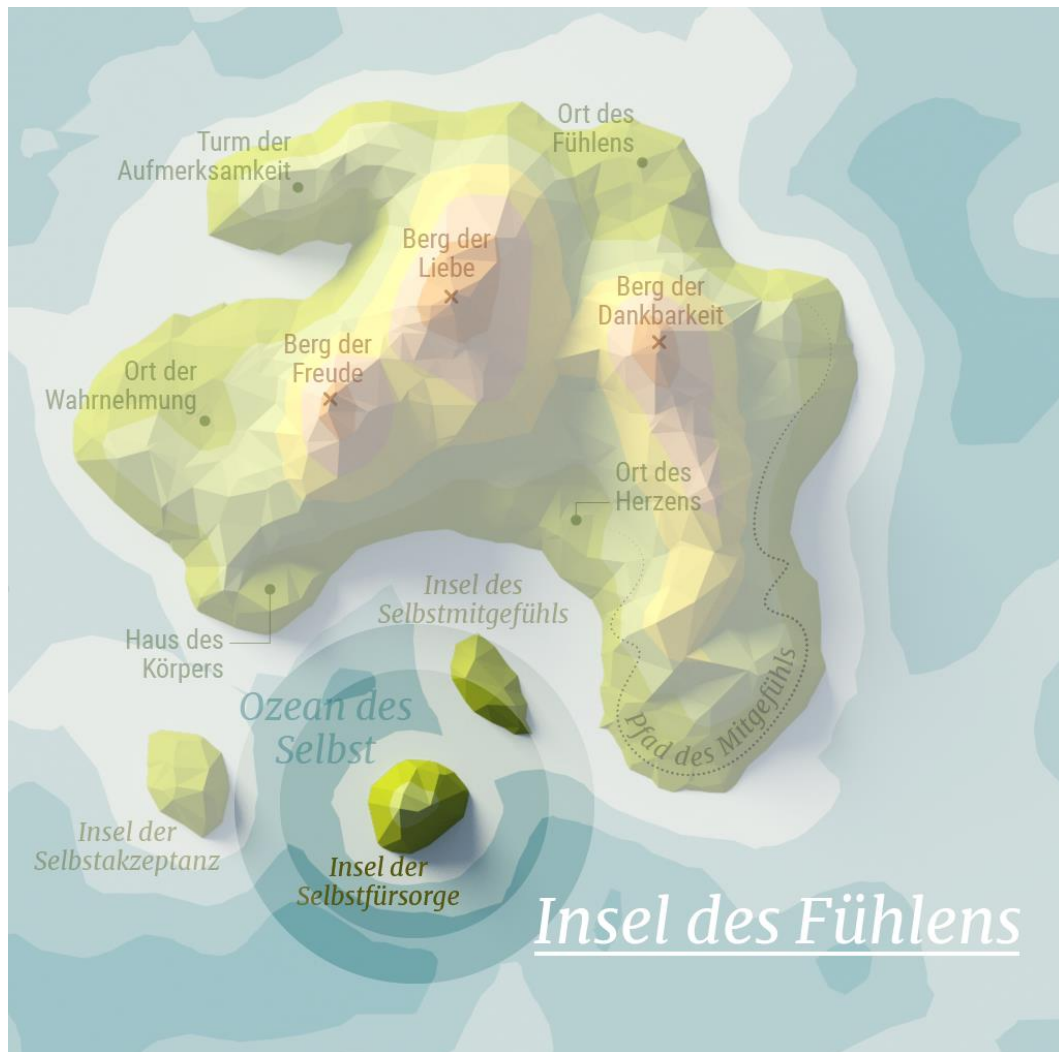 Turm der
Aufmerksamkeit
Ort des
Fühlens
Berg der
Liebe
Berg der
Dankbarkeit
Berg der
Freude
Ort der
Wahrnehmung
Ort des
Herzens
Insel des
Selbstmitgefühls
Haus des
Körpers
Ozean des
Selbst
Pfad des Mitgefühls
Insel der
Selbstakzeptanz
Insel der
Selbstfürsorge
Insel des Fühlens